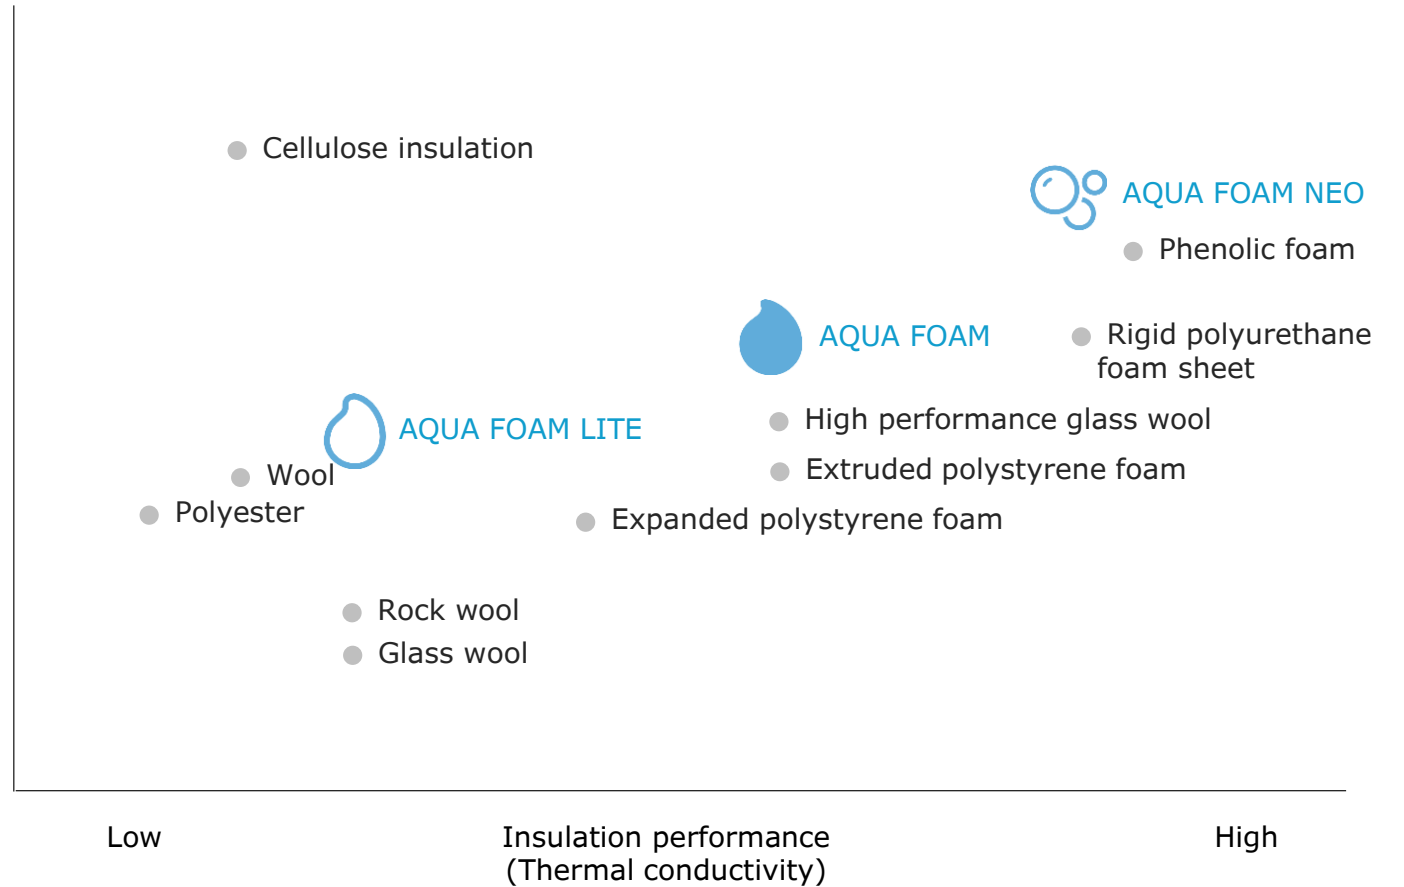 Cellulose insulation
AQUA FOAM NEO
Phenolic foam
AQUA FOAM
Rigid polyurethane
foam sheet
AQUA FOAM LITE
High performance glass wool
Wool
Extruded polystyrene foam
Polyester
Expanded polystyrene foam
Rock wool
Glass wool
Low
Insulation performance
(Thermal conductivity)
High